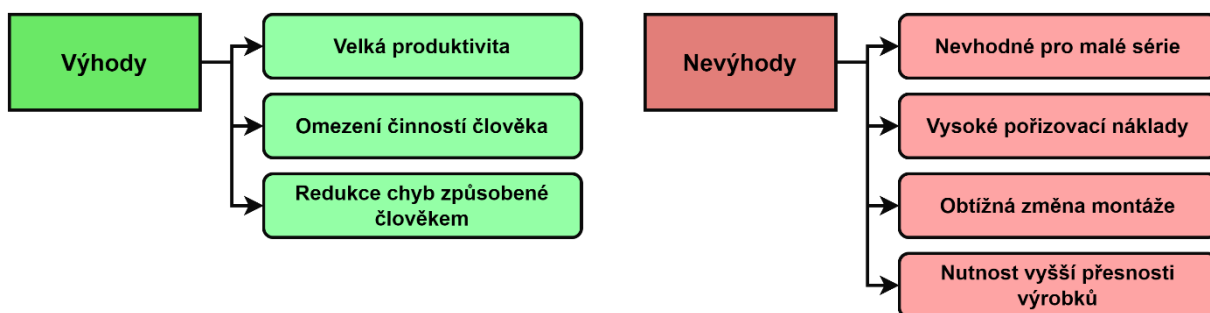 Výhody
Velká produktivita
Omezení činností člověka
Redukce chyb způsobené
člověkem
Nevýhody
Nevhodné pro malé série
Vysoké pořizovací náklady
Obtížná změna montáže
Nutnost vyšší přesnosti
výrobků